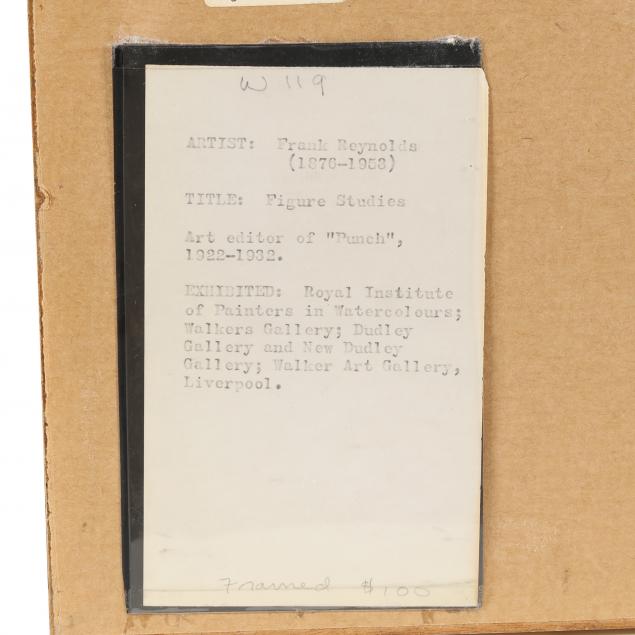 W 119
ARTIST: Frank Reynolds
(1876-1953)
TITLE: Figure Studies
Art editor of "Punch",
1922-1932.
EXHIBITED: Royal Institute
of Painters in Watercolours;
Walkers Gallery; Dudley
Gallery and New Dudley
Gallery; Walker Art Gallery,
Liverpool.
Framed $100